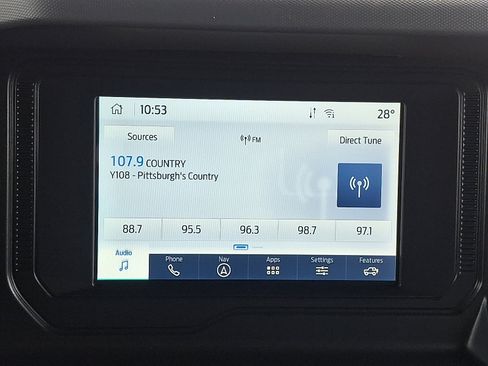 10:53 28°
Sources FM Direct Tune
107.9 COUNTRY
Y108 - Pittsburgh's Country
88.7 95.5 96.3 98.7 97.1
Audio Phone Nav Apps Settings Features